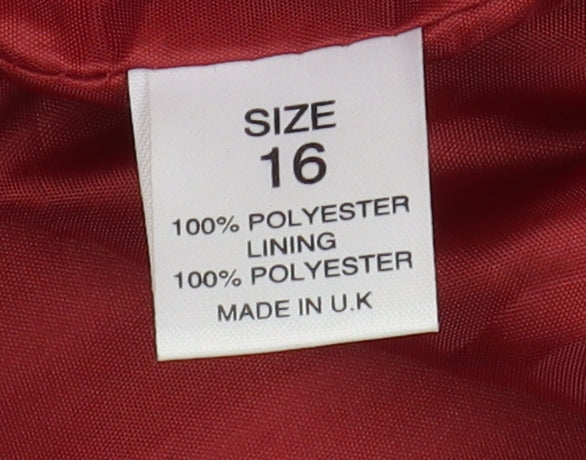 SIZE
16
100% POLYESTER
LINING
100% POLYESTER
MADE IN U.K